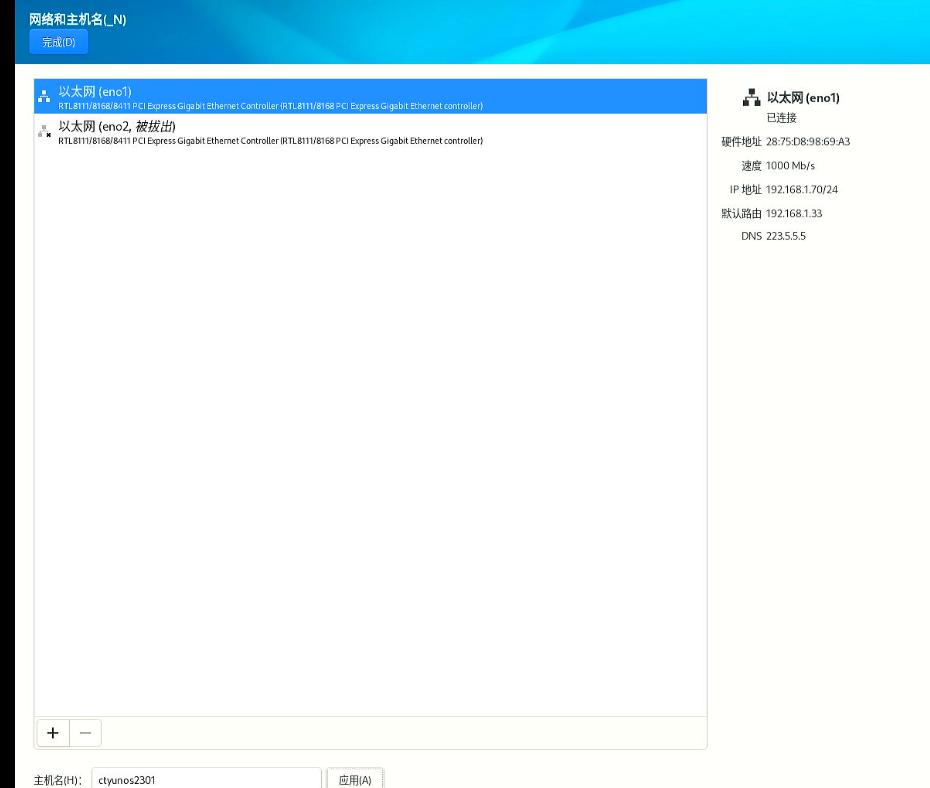 网络和主机名(_N)
完成(D)
以太网 (eno1)
RTL8111/8168/8411 PCI Express Gigabit Ethernet Controller (RTL8111/8168 PCI Express Gigabit Ethernet controller)
以太网 (eno2, 被拔出)
RTL8111/8168/8411 PCI Express Gigabit Ethernet Controller (RTL8111/8168 PCI Express Gigabit Ethernet controller)
以太网 (eno1)
已连接
硬件地址 28:75:D8:98:69:A3
速度 1000 Mb/s
IP 地址 192.168.1.70/24
默认路由 192.168.1.33
DNS 223.5.5.5
主机名(H): ctyunos2301 应用(A)